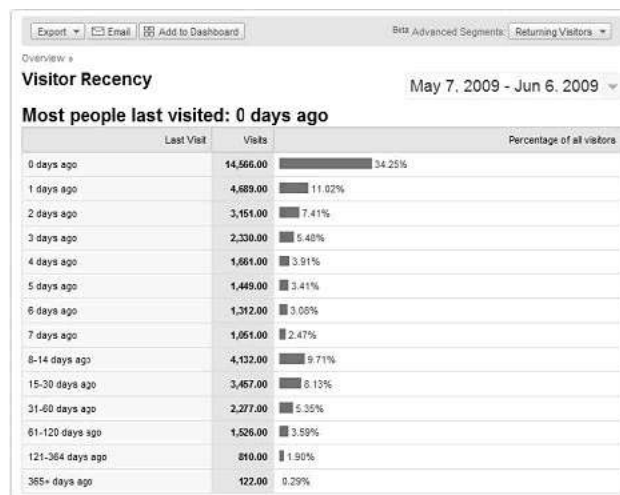 Export Email Add to Dashboard Beta Advanced Segments: Returning Visitors
Overview »
Visitor Recency
May 7, 2009 - Jun 6, 2009
Most people last visited: 0 days ago
Last Visit Visits Percentage of all visitors
0 days ago 14,566.00 34.25%
1 days ago 4,689.00 11.02%
2 days ago 3,151.00 7.41%
3 days ago 2,330.00 5.48%
4 days ago 1,661.00 3.91%
5 days ago 1,449.00 3.41%
6 days ago 1,312.00 3.08%
7 days ago 1,051.00 2.47%
8-14 days ago 4,132.00 9.71%
15-30 days ago 3,457.00 8.13%
31-60 days ago 2,277.00 5.35%
61-120 days ago 1,526.00 3.59%
121-364 days ago 810.00 1.90%
365+ days ago 122.00 0.29%